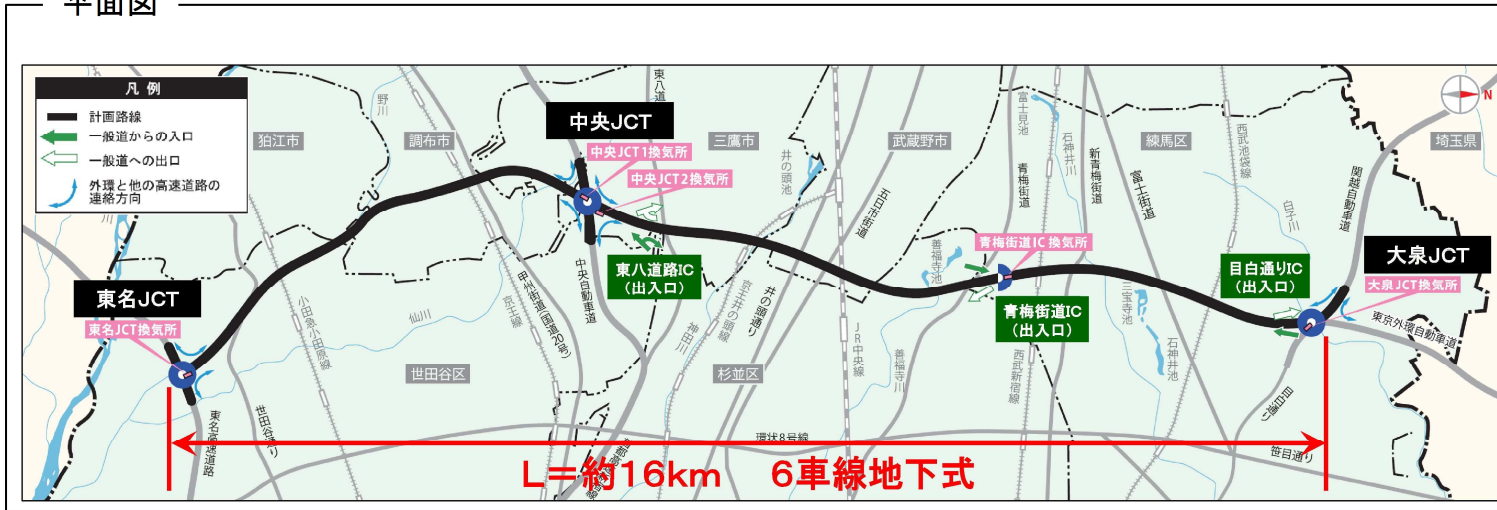 平面図
凡例
計画路線
一般道からの入口
一般道への出口
外環と他の高速道路の
連絡方向
N
狛江市
野川
調布市
中央JCT
中央JCT1換気所
中央JCT2換気所
三鷹市
井の頭池
武蔵野市
富士見池
石神井川
練馬区
西武池袋線
関越自動車道
埼玉県
青梅街道
新青梅街道
富士街道
白子川
五日市街道
善福寺池
青梅街道IC換気所
青梅街道IC
(出入口)
三宝寺池
石神井池
目白通りIC
(出入口)
大泉JCT
大泉JCT換気所
東京外環自動車道
東八道路IC
(出入口)
中央自動車道
甲州街道(国道20号)
京王線
仙川
小田急小田原線
東名JCT
東名JCT換気所
東名高速道路
世田谷通り
世田谷区
京王井の頭線
井の頭通り
神田川
杉並区
JR中央線
善福寺川
西武新宿線
目白通り
環状8号線
笹目通り
L=約16km 6車線地下式